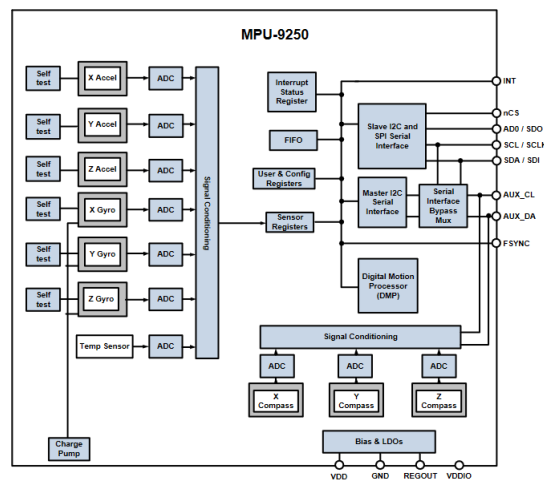 MPU-9250
Self
test
X Accel
ADC
Self
test
Y Accel
ADC
Self
test
Z Accel
ADC
Self
test
X Gyro
ADC
Self
test
Y Gyro
ADC
Self
test
Z Gyro
ADC
Temp Sensor
ADC
Charge
Pump
Signal Conditioning
Interrupt
Status
Register
FIFO
User & Config
Registers
Sensor
Registers
Slave I2C and
SPI Serial
Interface
Master I2C
Serial
Interface
Serial
Interface
Bypass
Mux
Digital Motion
Processor
(DMP)
Signal Conditioning
ADC
ADC
ADC
X
Compass
Y
Compass
Z
Compass
Bias & LDOs
INT
nCS
AD0 / SDO
SCL / SCLK
SDA / SDI
AUX_CL
AUX_DA
FSYNC
VDD
GND
REGOUT
VDDIO